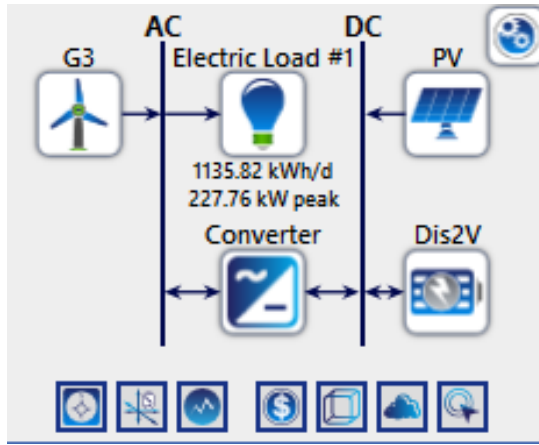 AC
DC
G3
Electric Load #1
PV
1135.82 kWh/d
227.76 kW peak
Converter
Dis2V